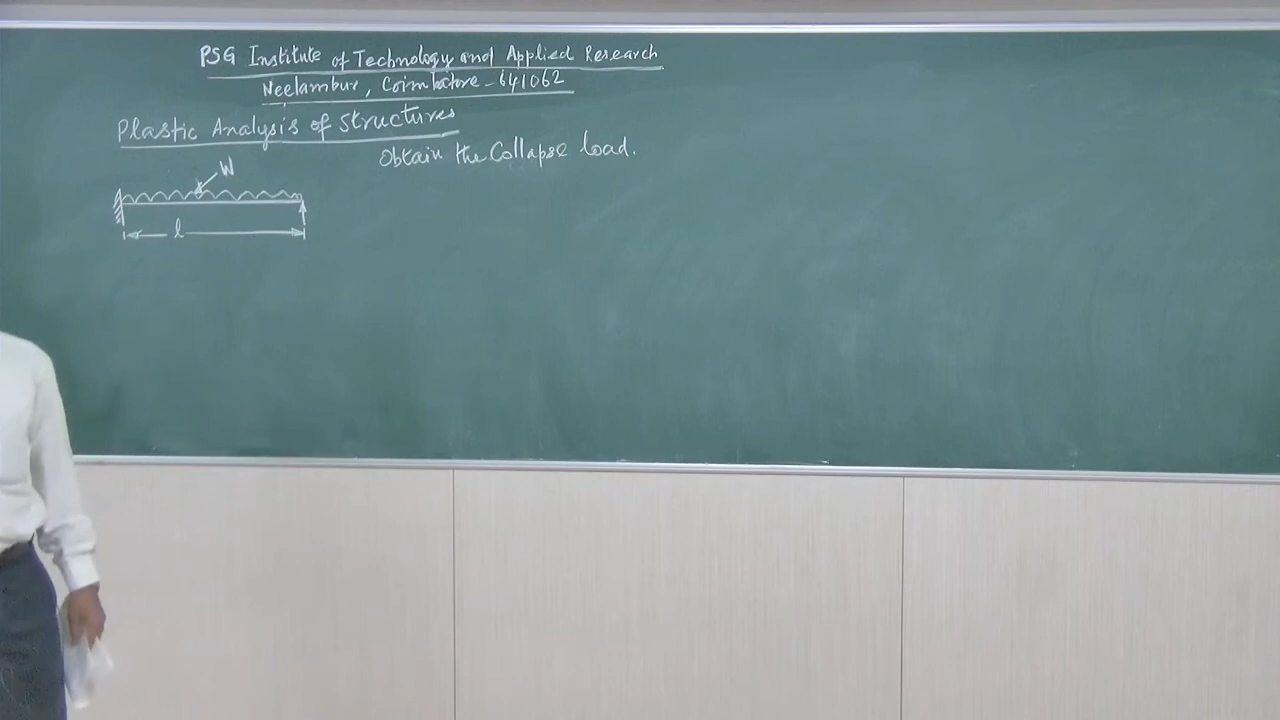 PSG Institute of Technology and Applied Research
Neelambur, Coimbatore - 641062
Plastic Analysis of Structures
Obtain the Collapse load.
W
l